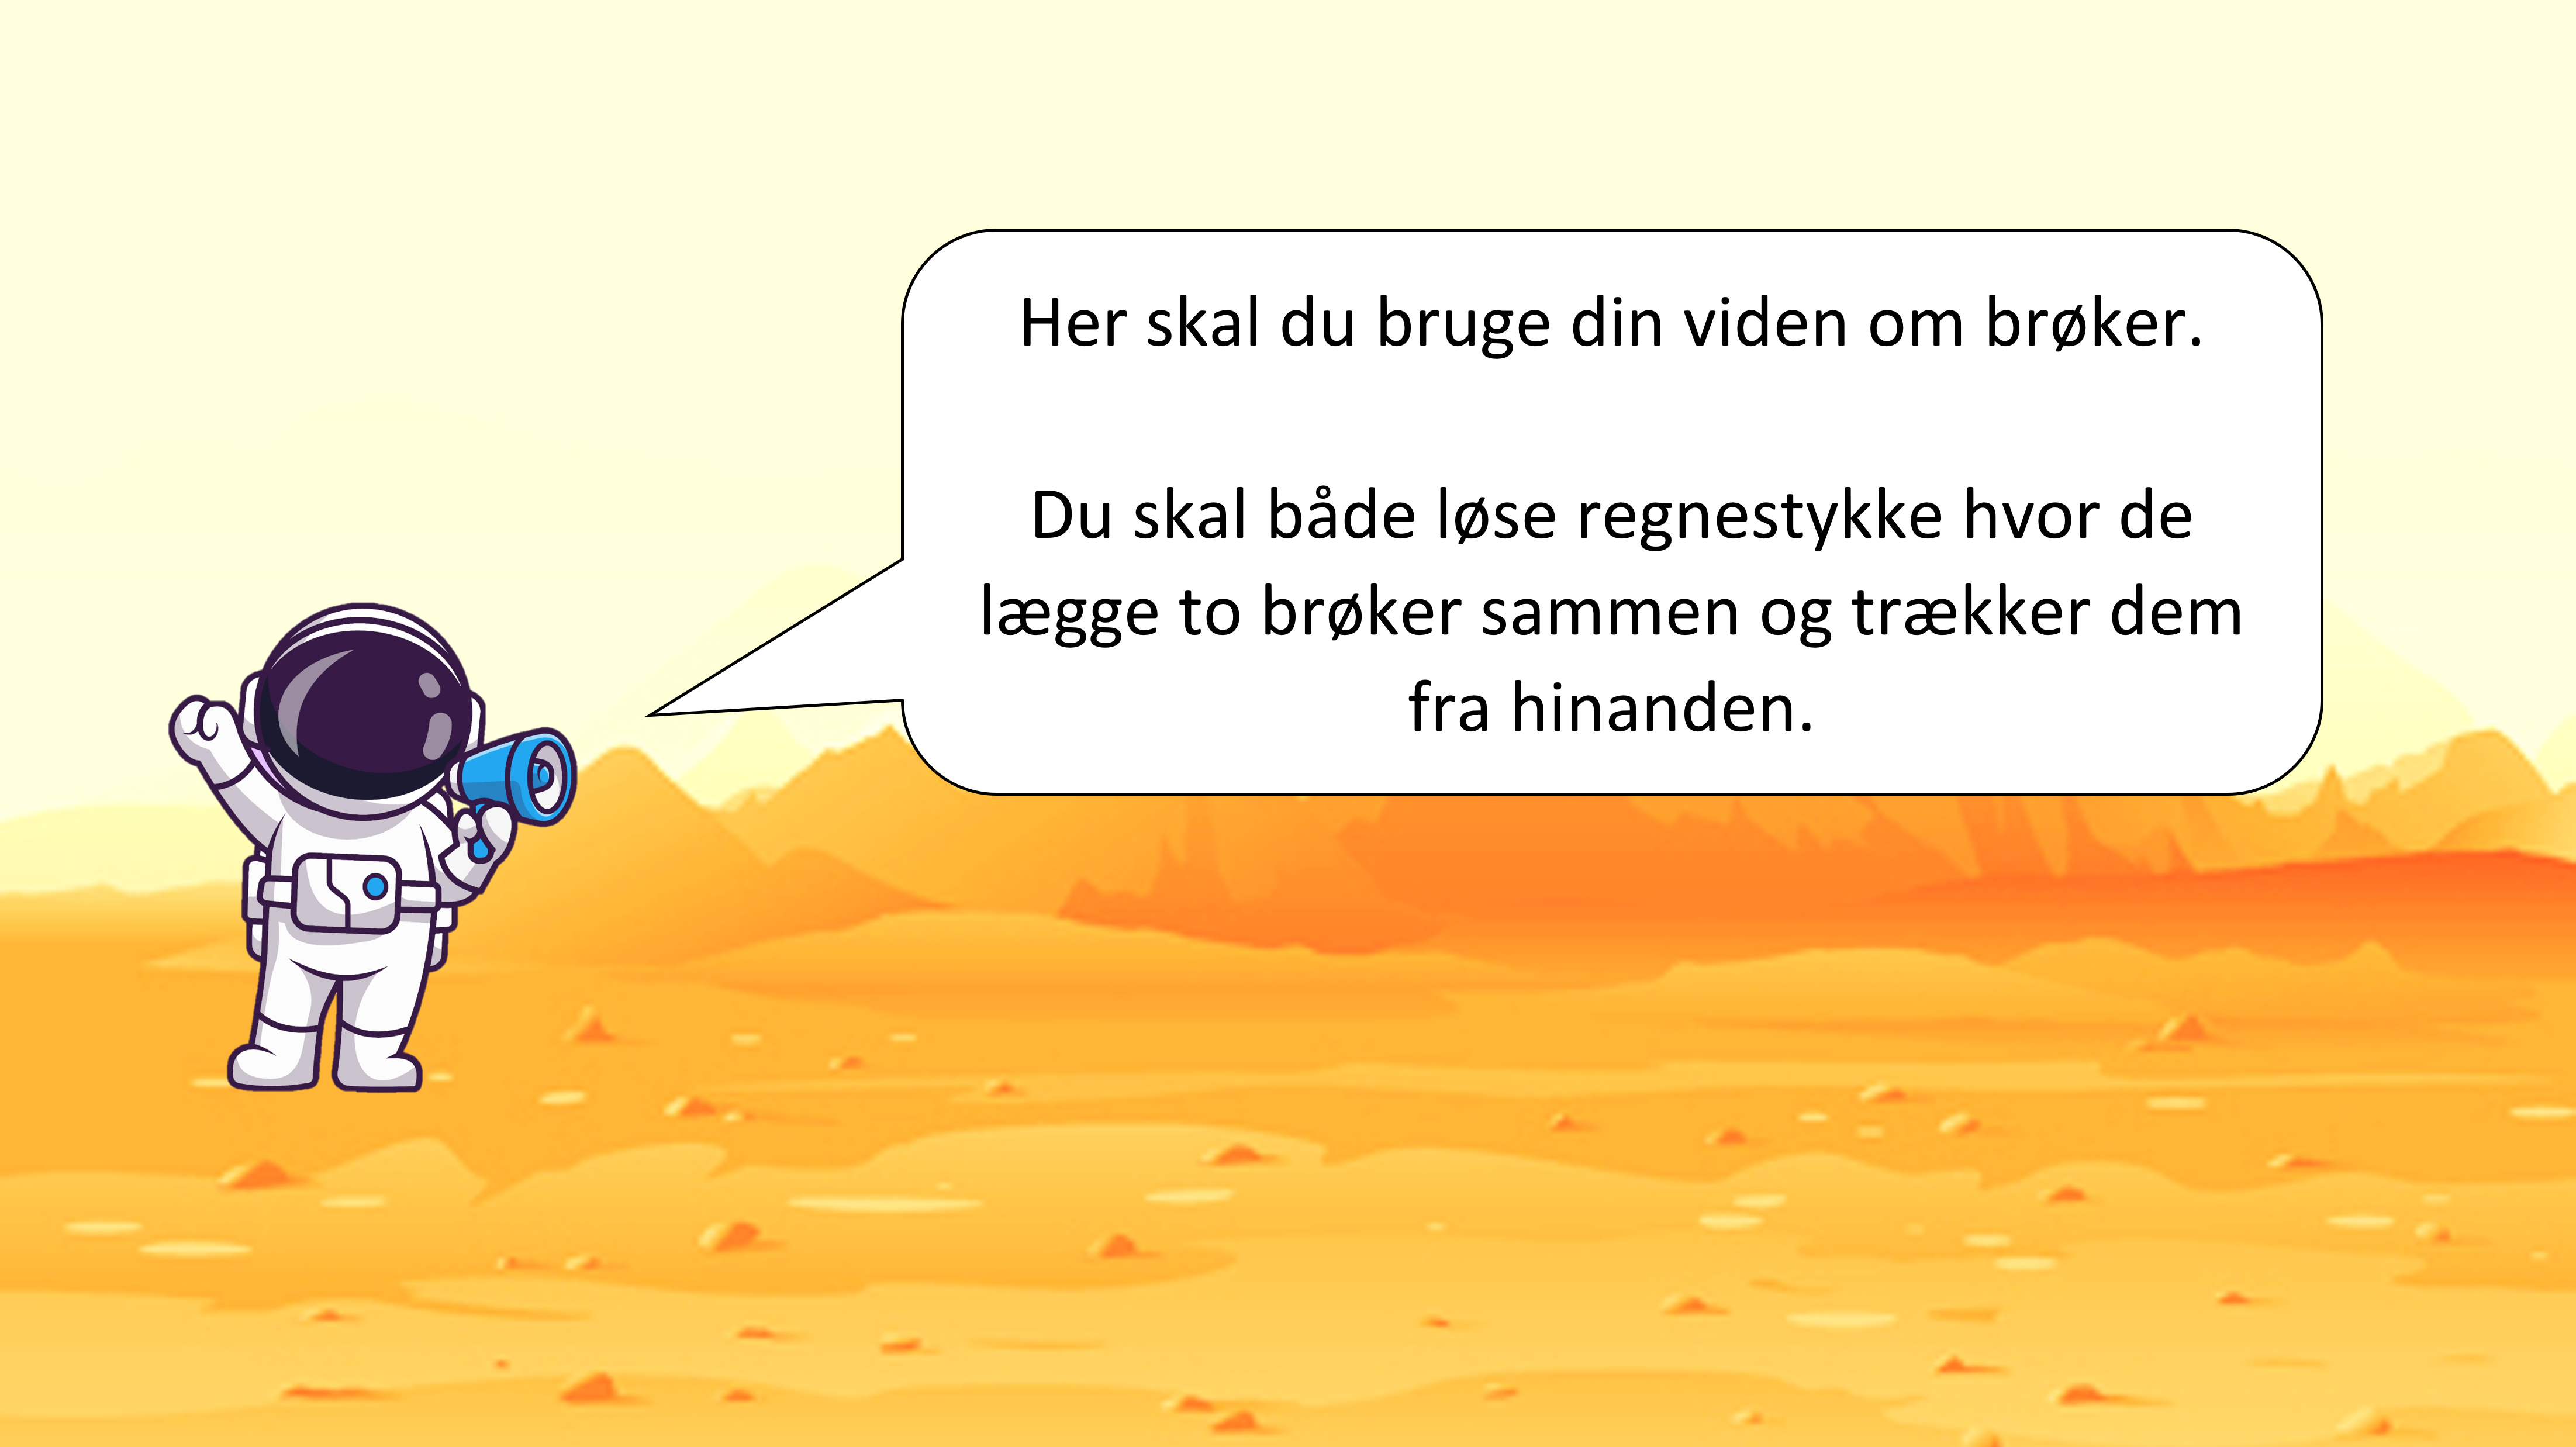 Her skal du bruge din viden om brøker.
Du skal både løse regnestykke hvor de
lægge to brøker sammen og trækker dem
fra hinanden.